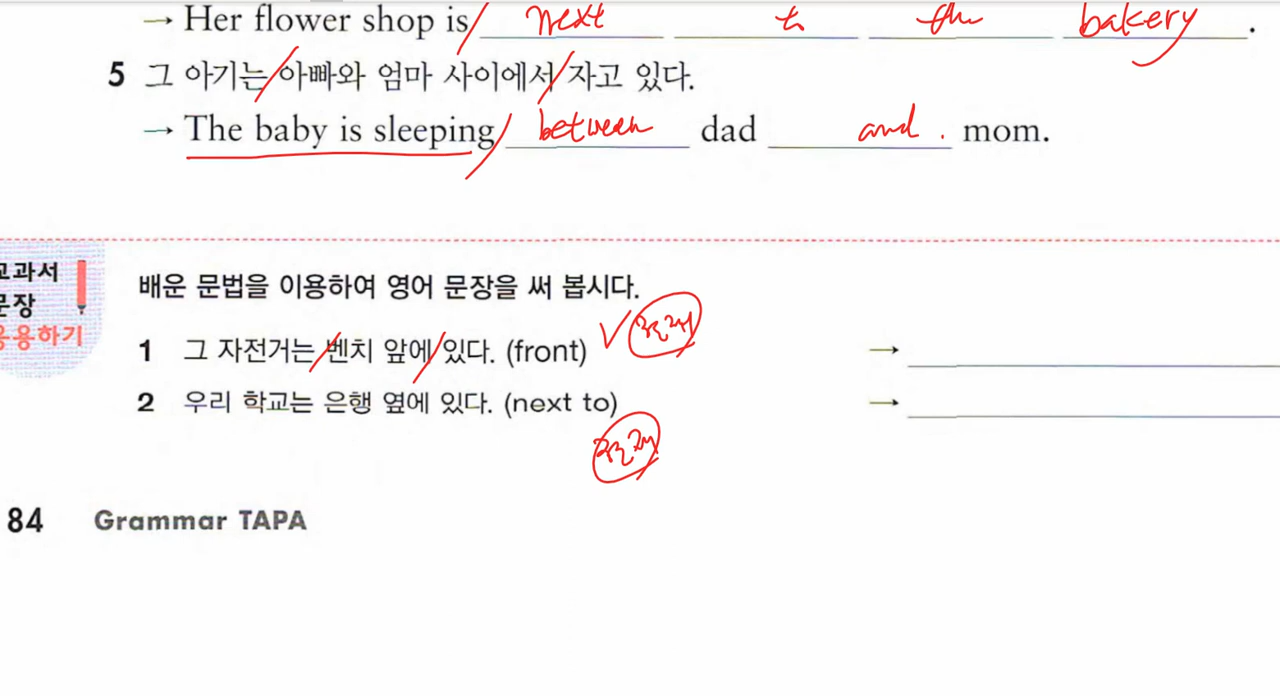 → Her flower shop is / next to the bakery .
5 그 아기는 / 아빠와 엄마 사이에서 / 자고 있다.
→ The baby is sleeping / between dad and . mom.
교과서
문장
응용하기
배운 문법을 이용하여 영어 문장을 써 봅시다.
1 그 자전거는 / 벤치 앞에 / 있다. (front) →
2 우리 학교는 은행 옆에 있다. (next to) →
84 Grammar TAPA